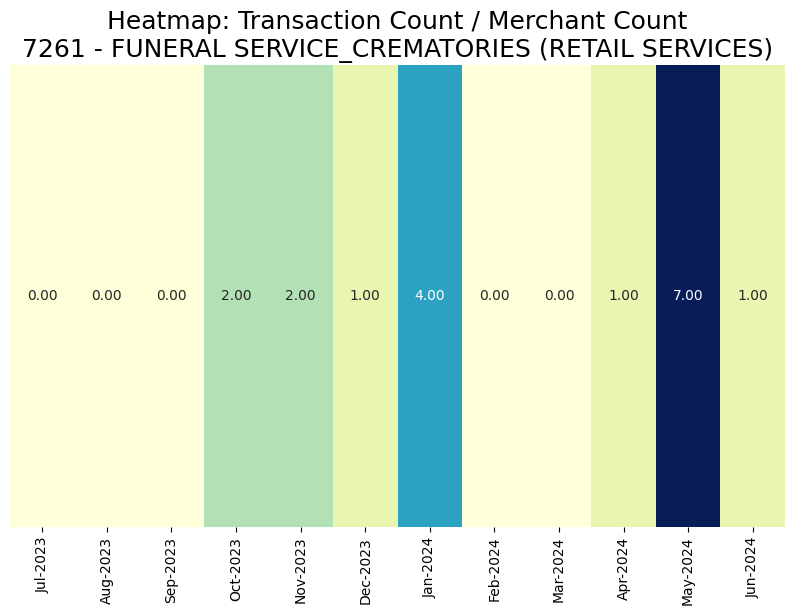 Heatmap: Transaction Count / Merchant Count
7261 - FUNERAL SERVICE_CREMATORIES (RETAIL SERVICES)
0.00 0.00 0.00 2.00 2.00 1.00 4.00 0.00 0.00 1.00 7.00 1.00
Jul-2023 Aug-2023 Sep-2023 Oct-2023 Nov-2023 Dec-2023 Jan-2024 Feb-2024 Mar-2024 Apr-2024 May-2024 Jun-2024